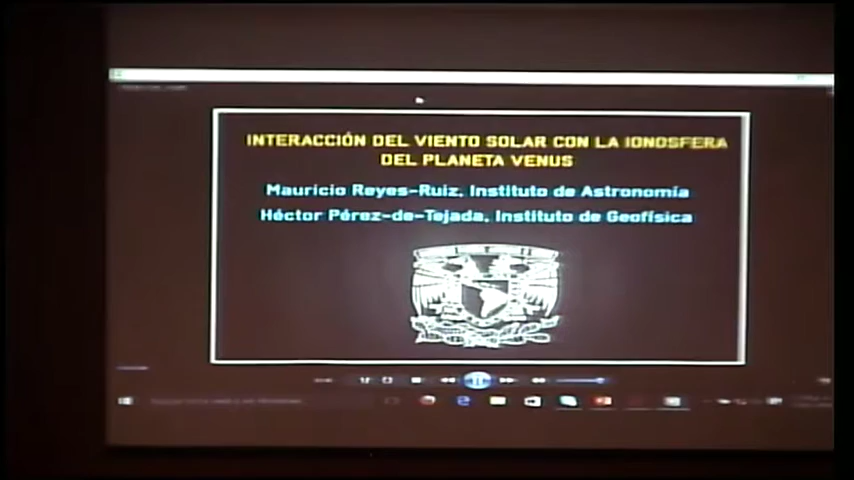 INTERACCIÓN DEL VIENTO SOLAR CON LA IONOSFERA
DEL PLANETA VENUS
Mauricio Reyes-Ruiz, Instituto de Astronomía
Héctor Pérez-de-Tejada, Instituto de Geofísica